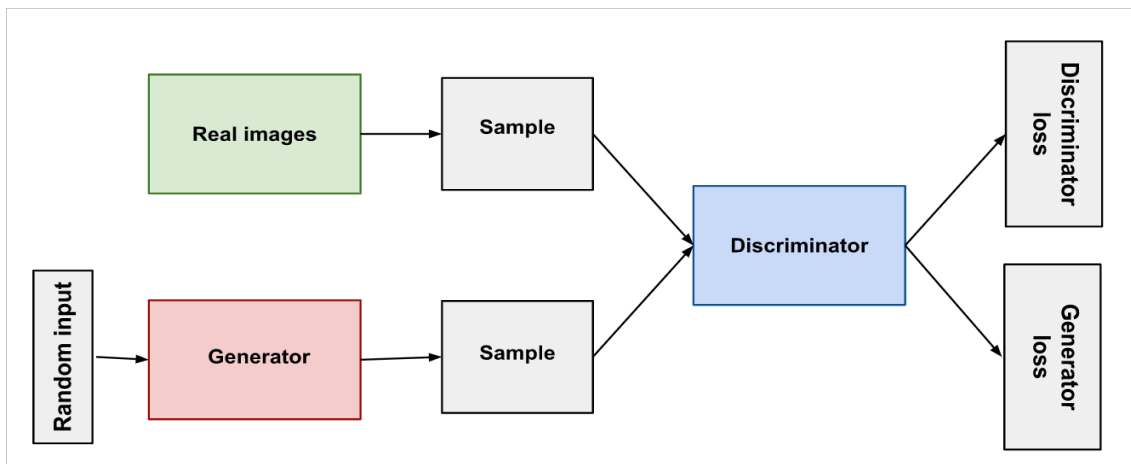 Real images
Sample
Discriminator
loss
Discriminator
Random input
Generator
Sample
Generator
loss